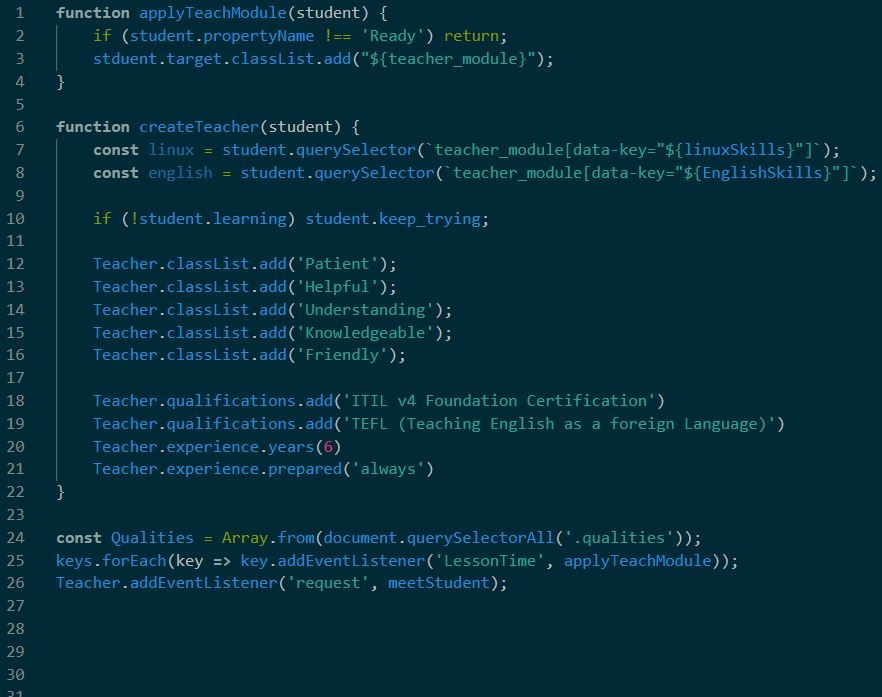 1 function applyTeachModule(student) {
2 if (student.propertyName !== 'Ready') return;
3 stduent.target.classList.add("${teacher_module}");
4 }
5
6 function createTeacher(student) {
7 const linux = student.querySelector(`teacher_module[data-key="${linuxSkills}"]`);
8 const english = student.querySelector(`teacher_module[data-key="${EnglishSkills}"]`);
9
10 if (!student.learning) student.keep_trying;
11
12 Teacher.classList.add('Patient');
13 Teacher.classList.add('Helpful');
14 Teacher.classList.add('Understanding');
15 Teacher.classList.add('Knowledgeable');
16 Teacher.classList.add('Friendly');
17
18 Teacher.qualifications.add('ITIL v4 Foundation Certification')
19 Teacher.qualifications.add('TEFL (Teaching English as a foreign Language)')
20 Teacher.experience.years(6)
21 Teacher.experience.prepared('always')
22 }
23
24 const Qualities = Array.from(document.querySelectorAll('.qualities'));
25 keys.forEach(key => key.addEventListener('LessonTime', applyTeachModule));
26 Teacher.addEventListener('request', meetStudent);
27
28
29
30
31